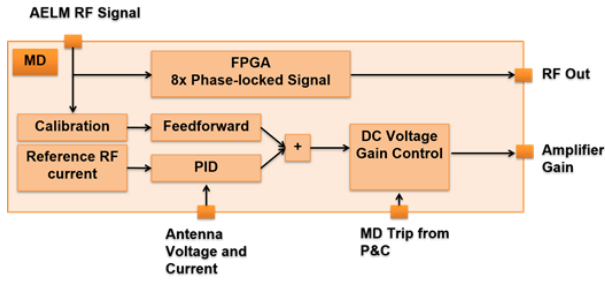 AELM RF Signal
MD
FPGA
8x Phase-locked Signal
RF Out
Calibration
Feedforward
+
DC Voltage
Gain Control
Amplifier
Gain
Reference RF
current
PID
Antenna
Voltage and
Current
MD Trip from
P&C